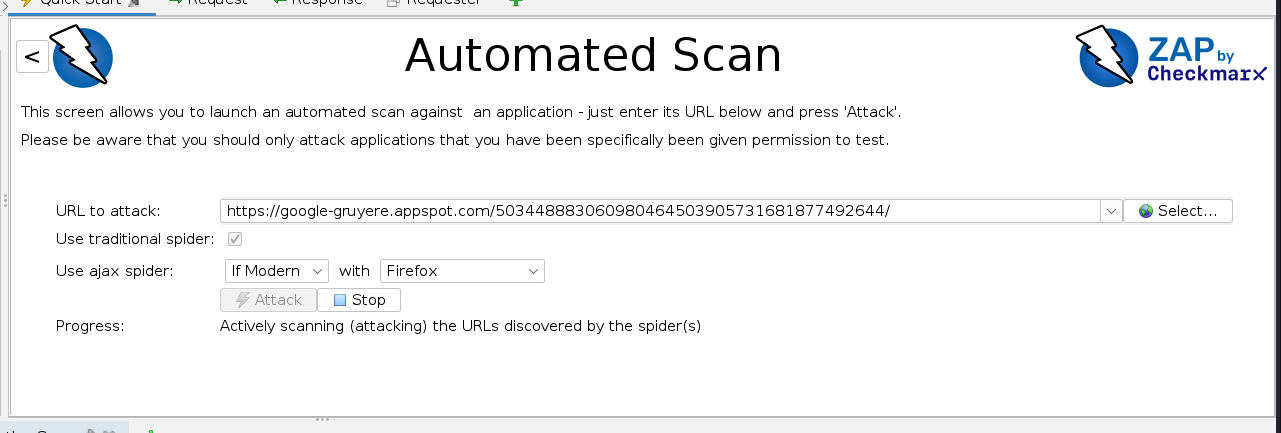 Quick Start Request Response Requester
<
Automated Scan
ZAP by
Checkmarx
This screen allows you to launch an automated scan against  an application - just enter its URL below and press 'Attack'.
Please be aware that you should only attack applications that you have been specifically been given permission to test.
URL to attack: https://google-gruyere.appspot.com/503448883060980464503905731681877492644/ Select...
Use traditional spider:
Use ajax spider: If Modern with Firefox
Attack Stop
Progress: Actively scanning (attacking) the URLs discovered by the spider(s)